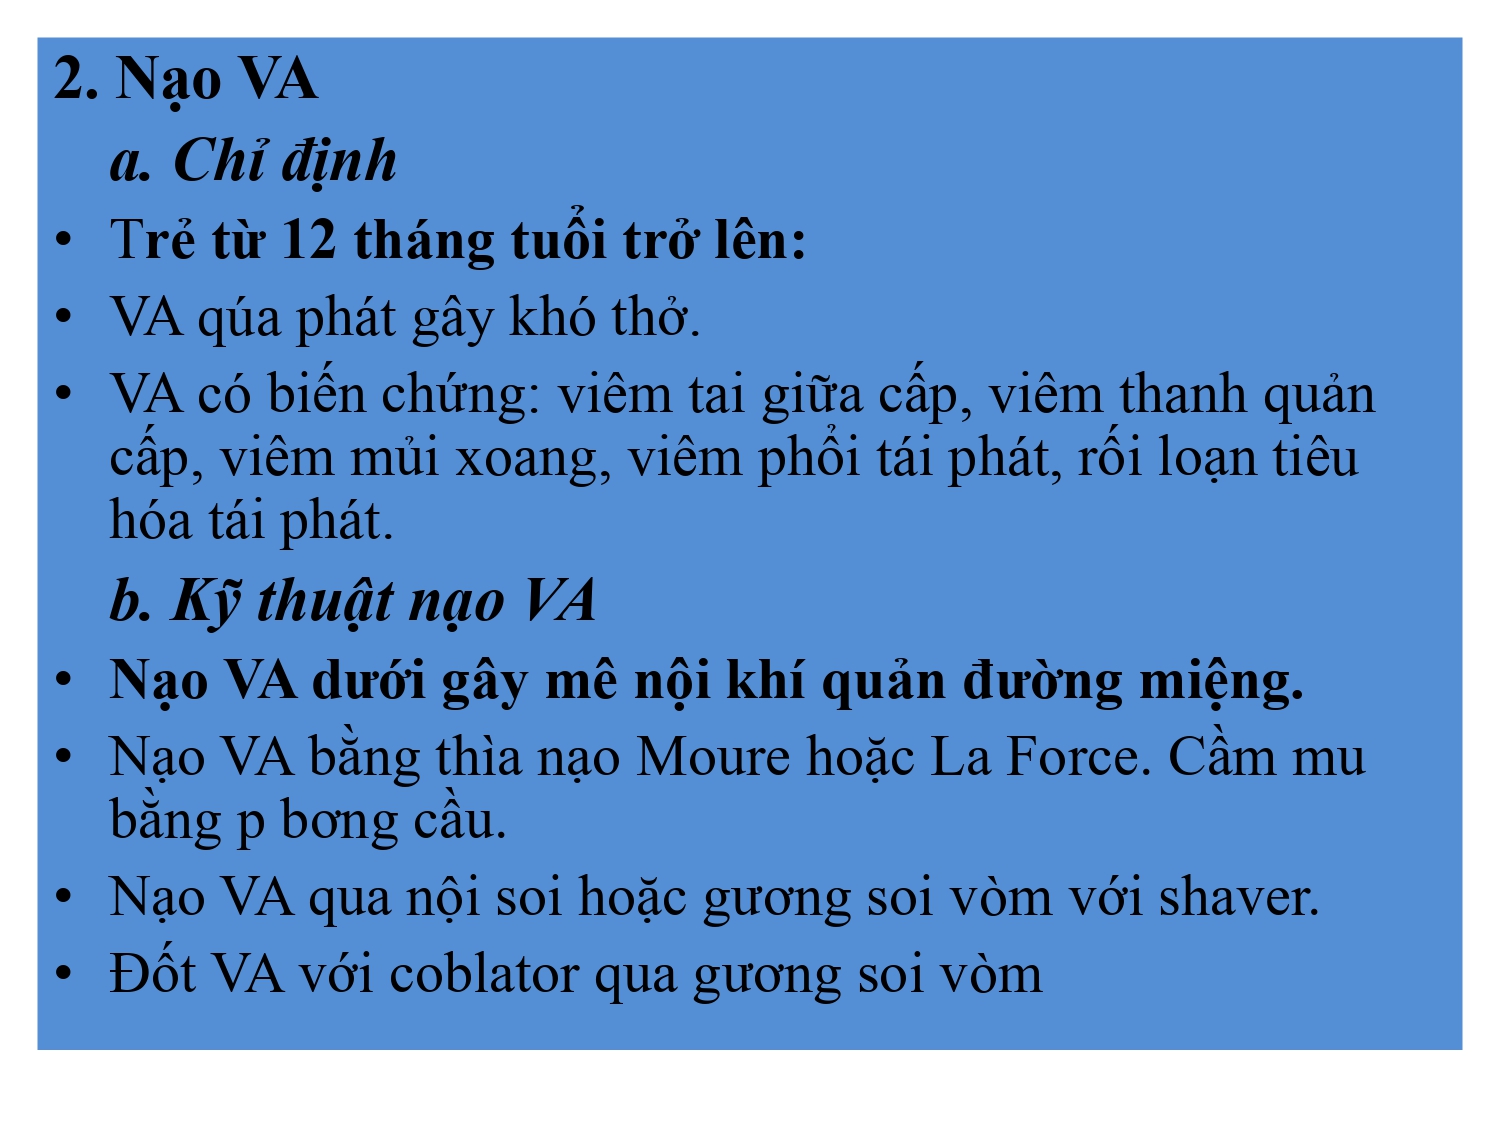 2. Nạo VA
a. Chỉ định
• Trẻ từ 12 tháng tuổi trở lên:
• VA qúa phát gây khó thở.
• VA có biến chứng: viêm tai giữa cấp, viêm thanh quản
cấp, viêm mủi xoang, viêm phổi tái phát, rối loạn tiêu
hóa tái phát.
b. Kỹ thuật nạo VA
• Nạo VA dưới gây mê nội khí quản đường miệng.
• Nạo VA bằng thìa nạo Moure hoặc La Force. Cầm mu
bằng p bơng cầu.
• Nạo VA qua nội soi hoặc gương soi vòm với shaver.
• Đốt VA với coblator qua gương soi vòm